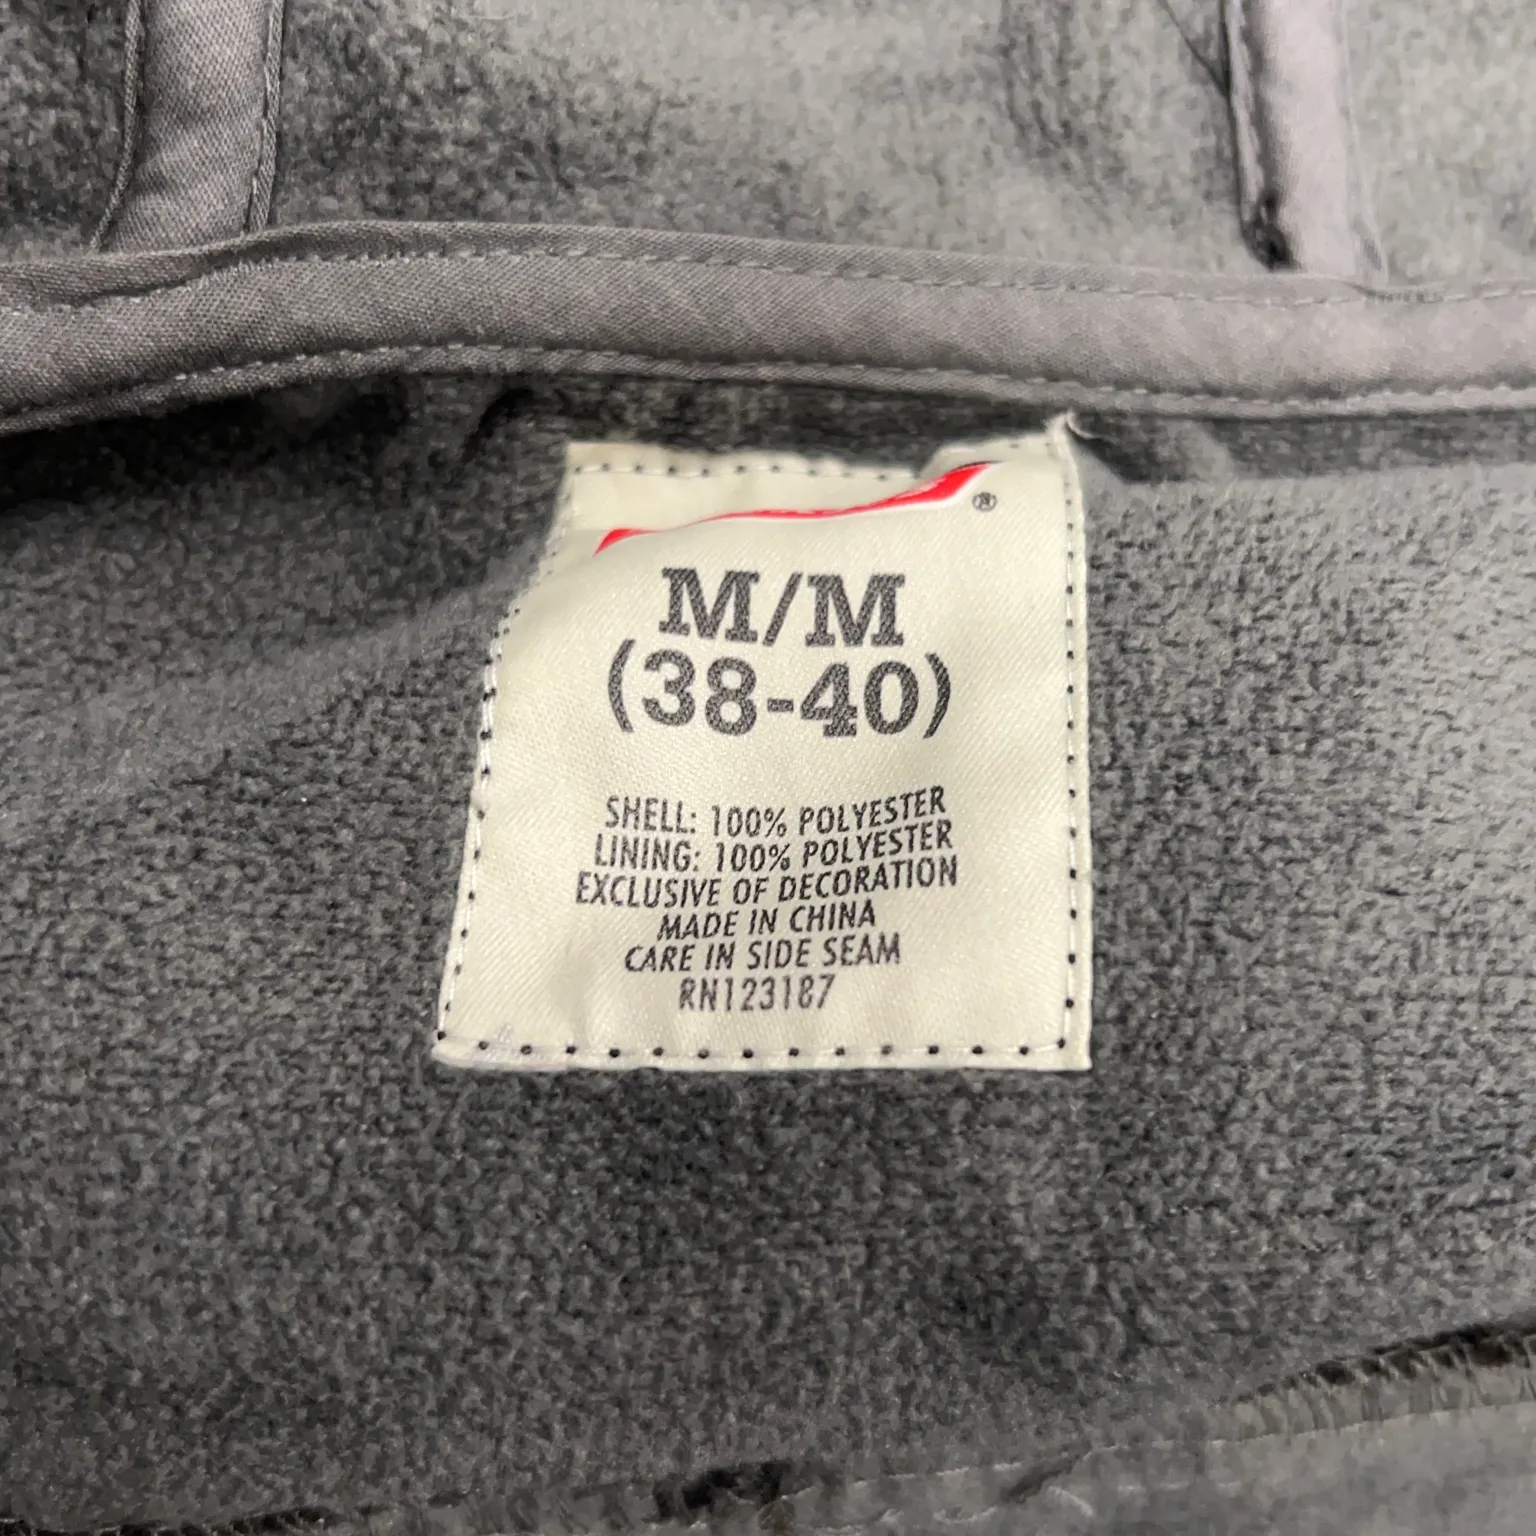 ®
M/M
(38-40)
SHELL: 100% POLYESTER
LINING: 100% POLYESTER
EXCLUSIVE OF DECORATION
MADE IN CHINA
CARE IN SIDE SEAM
RN123187